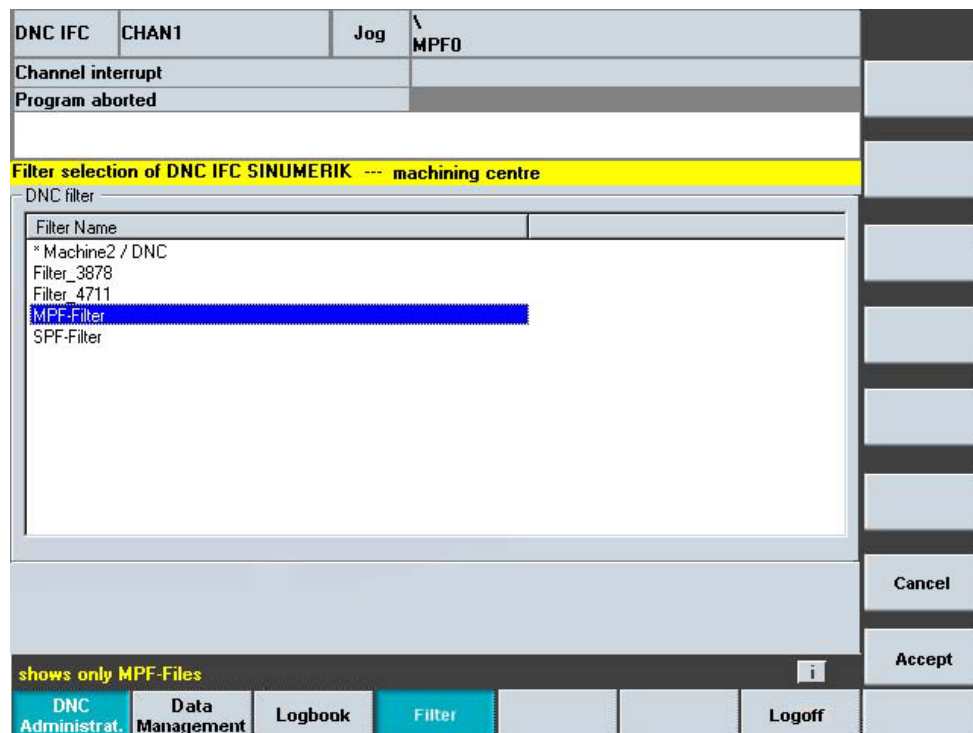 DNC IFC CHAN1 Jog \
MPF0
Channel interrupt
Program aborted
Filter selection of DNC IFC SINUMERIK --- machining centre
DNC filter
Filter Name
* Machine2 / DNC
Filter_3878
Filter_4711
MPF-Filter
SPF-Filter
Cancel
Accept
shows only MPF-Files i
DNC Administrat. Data Management Logbook Filter Logoff